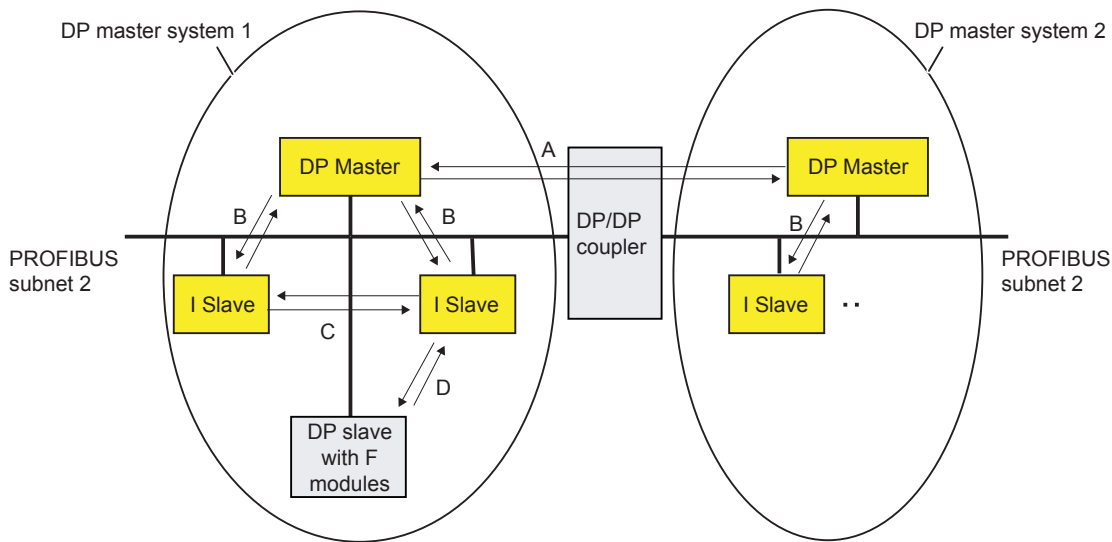 DP master system 1
DP master system 2
A
DP Master
DP Master
B
B
B
DP/DP
coupler
PROFIBUS
subnet 2
PROFIBUS
subnet 2
I Slave
I Slave
I Slave
..
C
D
DP slave
with F
modules